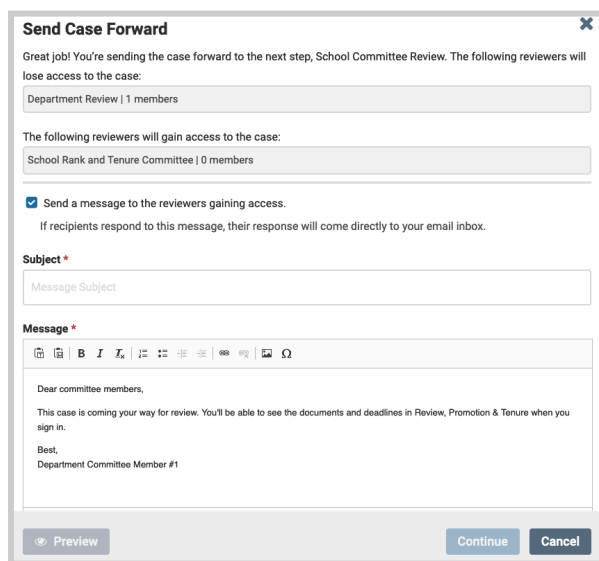 Send Case Forward
Great job! You're sending the case forward to the next step, School Committee Review. The following reviewers will
lose access to the case:
Department Review | 1 members
The following reviewers will gain access to the case:
School Rank and Tenure Committee | 0 members
Send a message to the reviewers gaining access.
If recipients respond to this message, their response will come directly to your email inbox.
Subject *
Message Subject
Message *
B I Tx Ω
Dear committee members,
This case is coming your way for review. You'll be able to see the documents and deadlines in Review, Promotion & Tenure when you
sign in.
Best,
Department Committee Member #1
Preview Continue Cancel